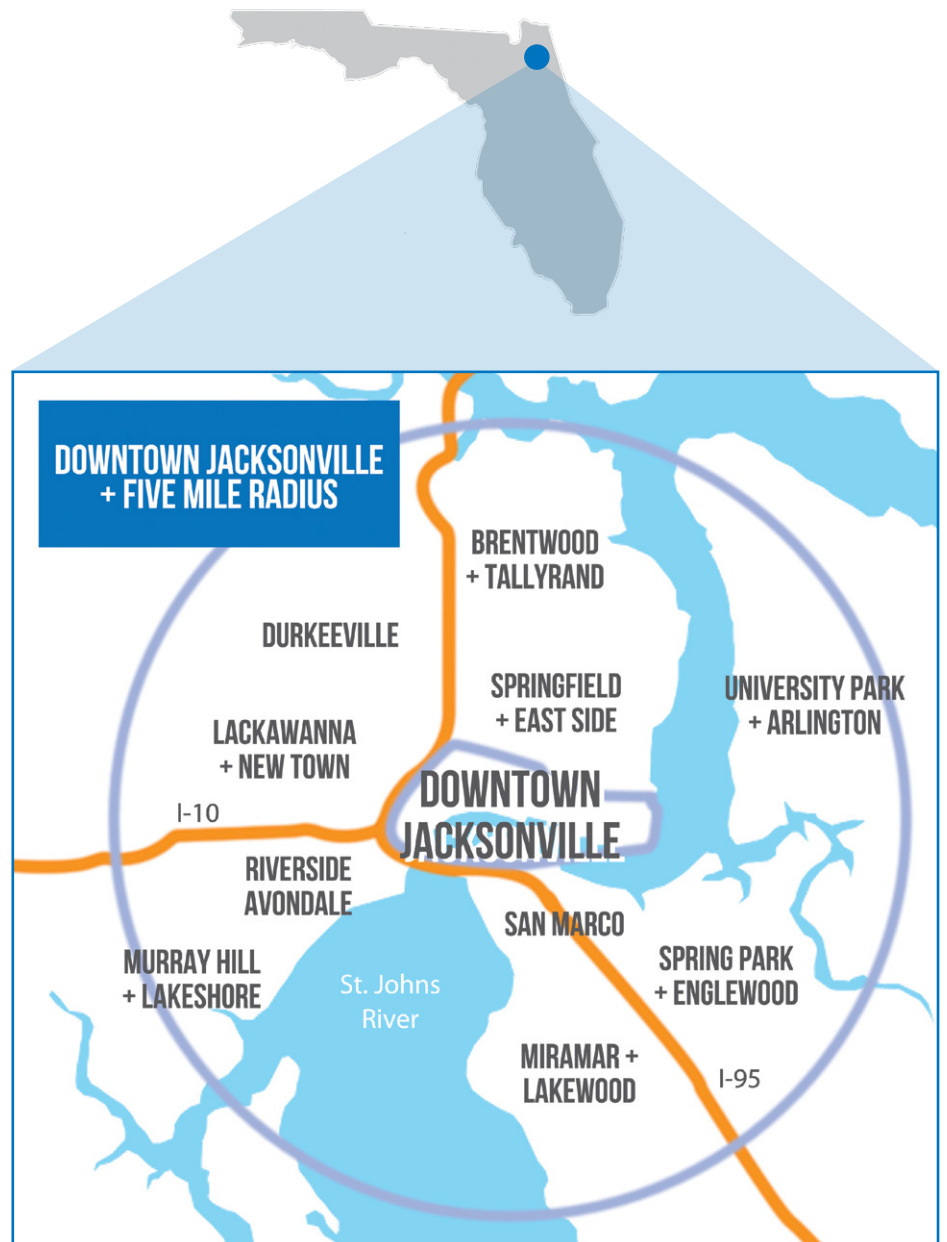 DOWNTOWN JACKSONVILLE
+ FIVE MILE RADIUS
BRENTWOOD
+ TALLYRAND
DURKEEVILLE
SPRINGFIELD
+ EAST SIDE
UNIVERSITY PARK
+ ARLINGTON
LACKAWANNA
+ NEW TOWN
DOWNTOWN
JACKSONVILLE
I-10
RIVERSIDE
AVONDALE
SAN MARCO
MURRAY HILL
+ LAKESHORE
SPRING PARK
+ ENGLEWOOD
St. Johns
River
MIRAMAR +
LAKEWOOD
I-95